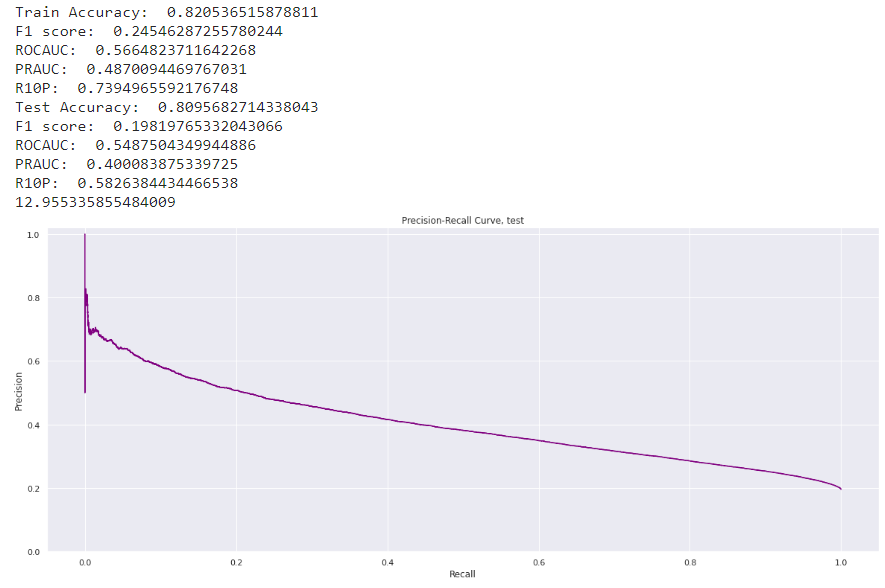 Train Accuracy:  0.820536515878811
F1 score:  0.24546287255780244
ROCAUC:  0.5664823711642268
PRAUC:  0.4870094469767031
R10P:  0.7394965592176748
Test Accuracy:  0.8095682714338043
F1 score:  0.19819765332043066
ROCAUC:  0.5487504349944886
PRAUC:  0.400083875339725
R10P:  0.5826384434466538
12.955335855484009
Precision-Recall Curve, test
1.0
0.8
0.6
0.4
0.2
0.0
Precision
0.0 0.2 0.4 0.6 0.8 1.0
Recall